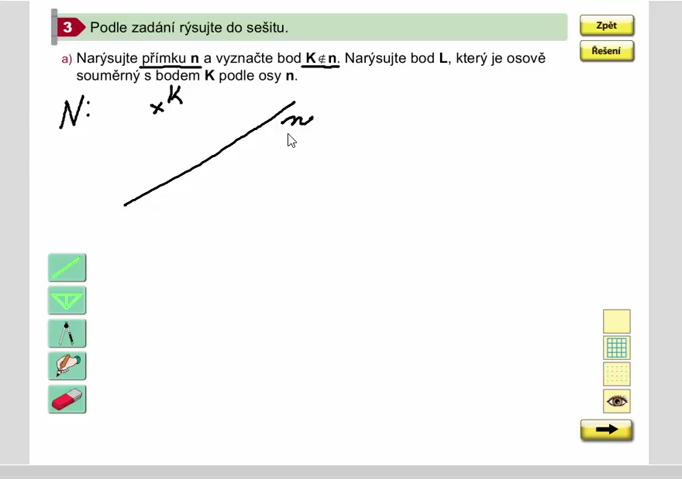 3 Podle zadání rýsujte do sešitu.
Zpět
Řešení
a) Narýsujte přímku n a vyznačte bod K∉n. Narýsujte bod L, který je osově
souměrný s bodem K podle osy n.
N:
K
n